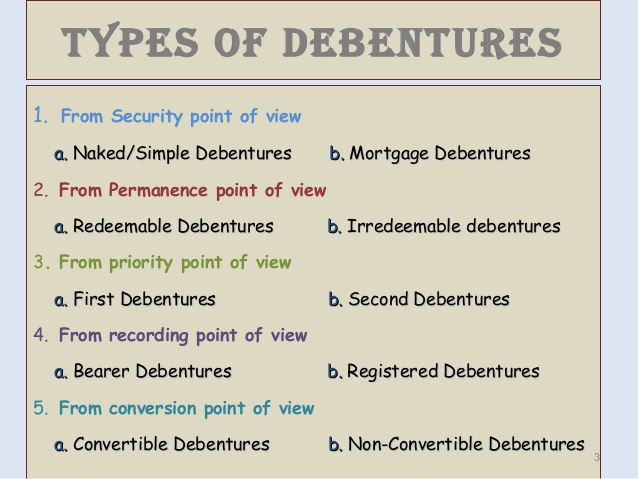 TYPES OF DEBENTURES
1. From Security point of view
a. Naked/Simple Debentures b. Mortgage Debentures
2. From Permanence point of view
a. Redeemable Debentures b. Irredeemable debentures
3. From priority point of view
a. First Debentures b. Second Debentures
4. From recording point of view
a. Bearer Debentures b. Registered Debentures
5. From conversion point of view
a. Convertible Debentures b. Non-Convertible Debentures
3